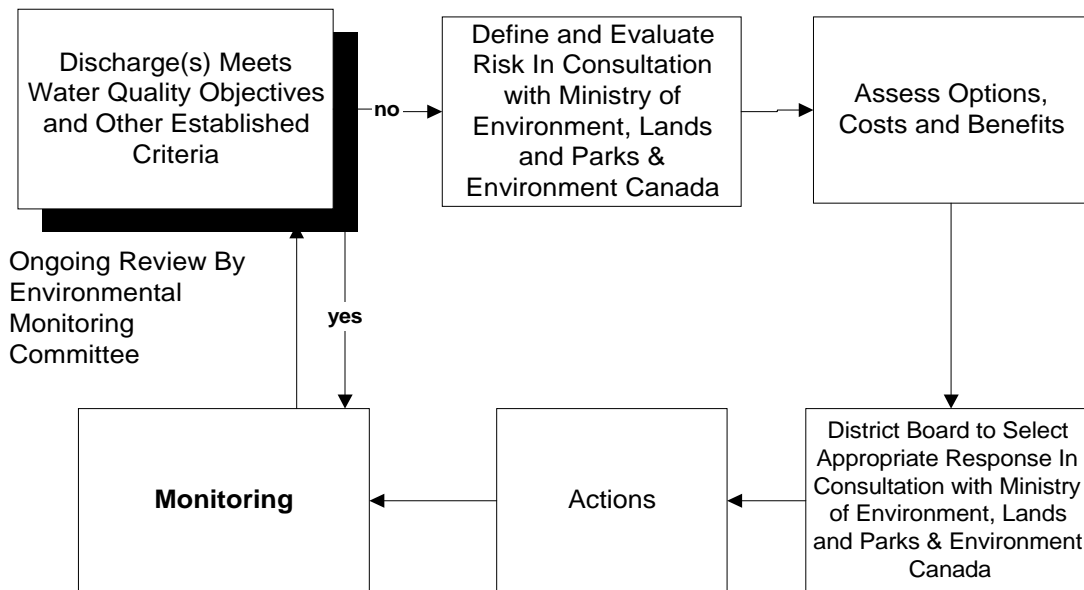 Discharge(s) Meets
Water Quality Objectives
and Other Established
Criteria
no
Define and Evaluate
Risk In Consultation
with Ministry of
Environment, Lands
and Parks &
Environment Canada
Assess Options,
Costs and Benefits
Ongoing Review By
Environmental
Monitoring
Committee
yes
Monitoring
Actions
District Board to Select
Appropriate Response In
Consultation with Ministry
of Environment, Lands
and Parks & Environment
Canada